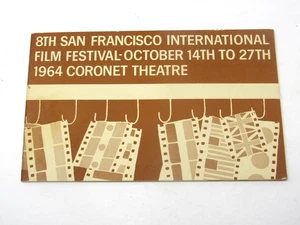 8TH SAN FRANCISCO INTERNATIONAL
FILM FESTIVAL-OCTOBER 14TH TO 27TH
1964 CORONET THEATRE